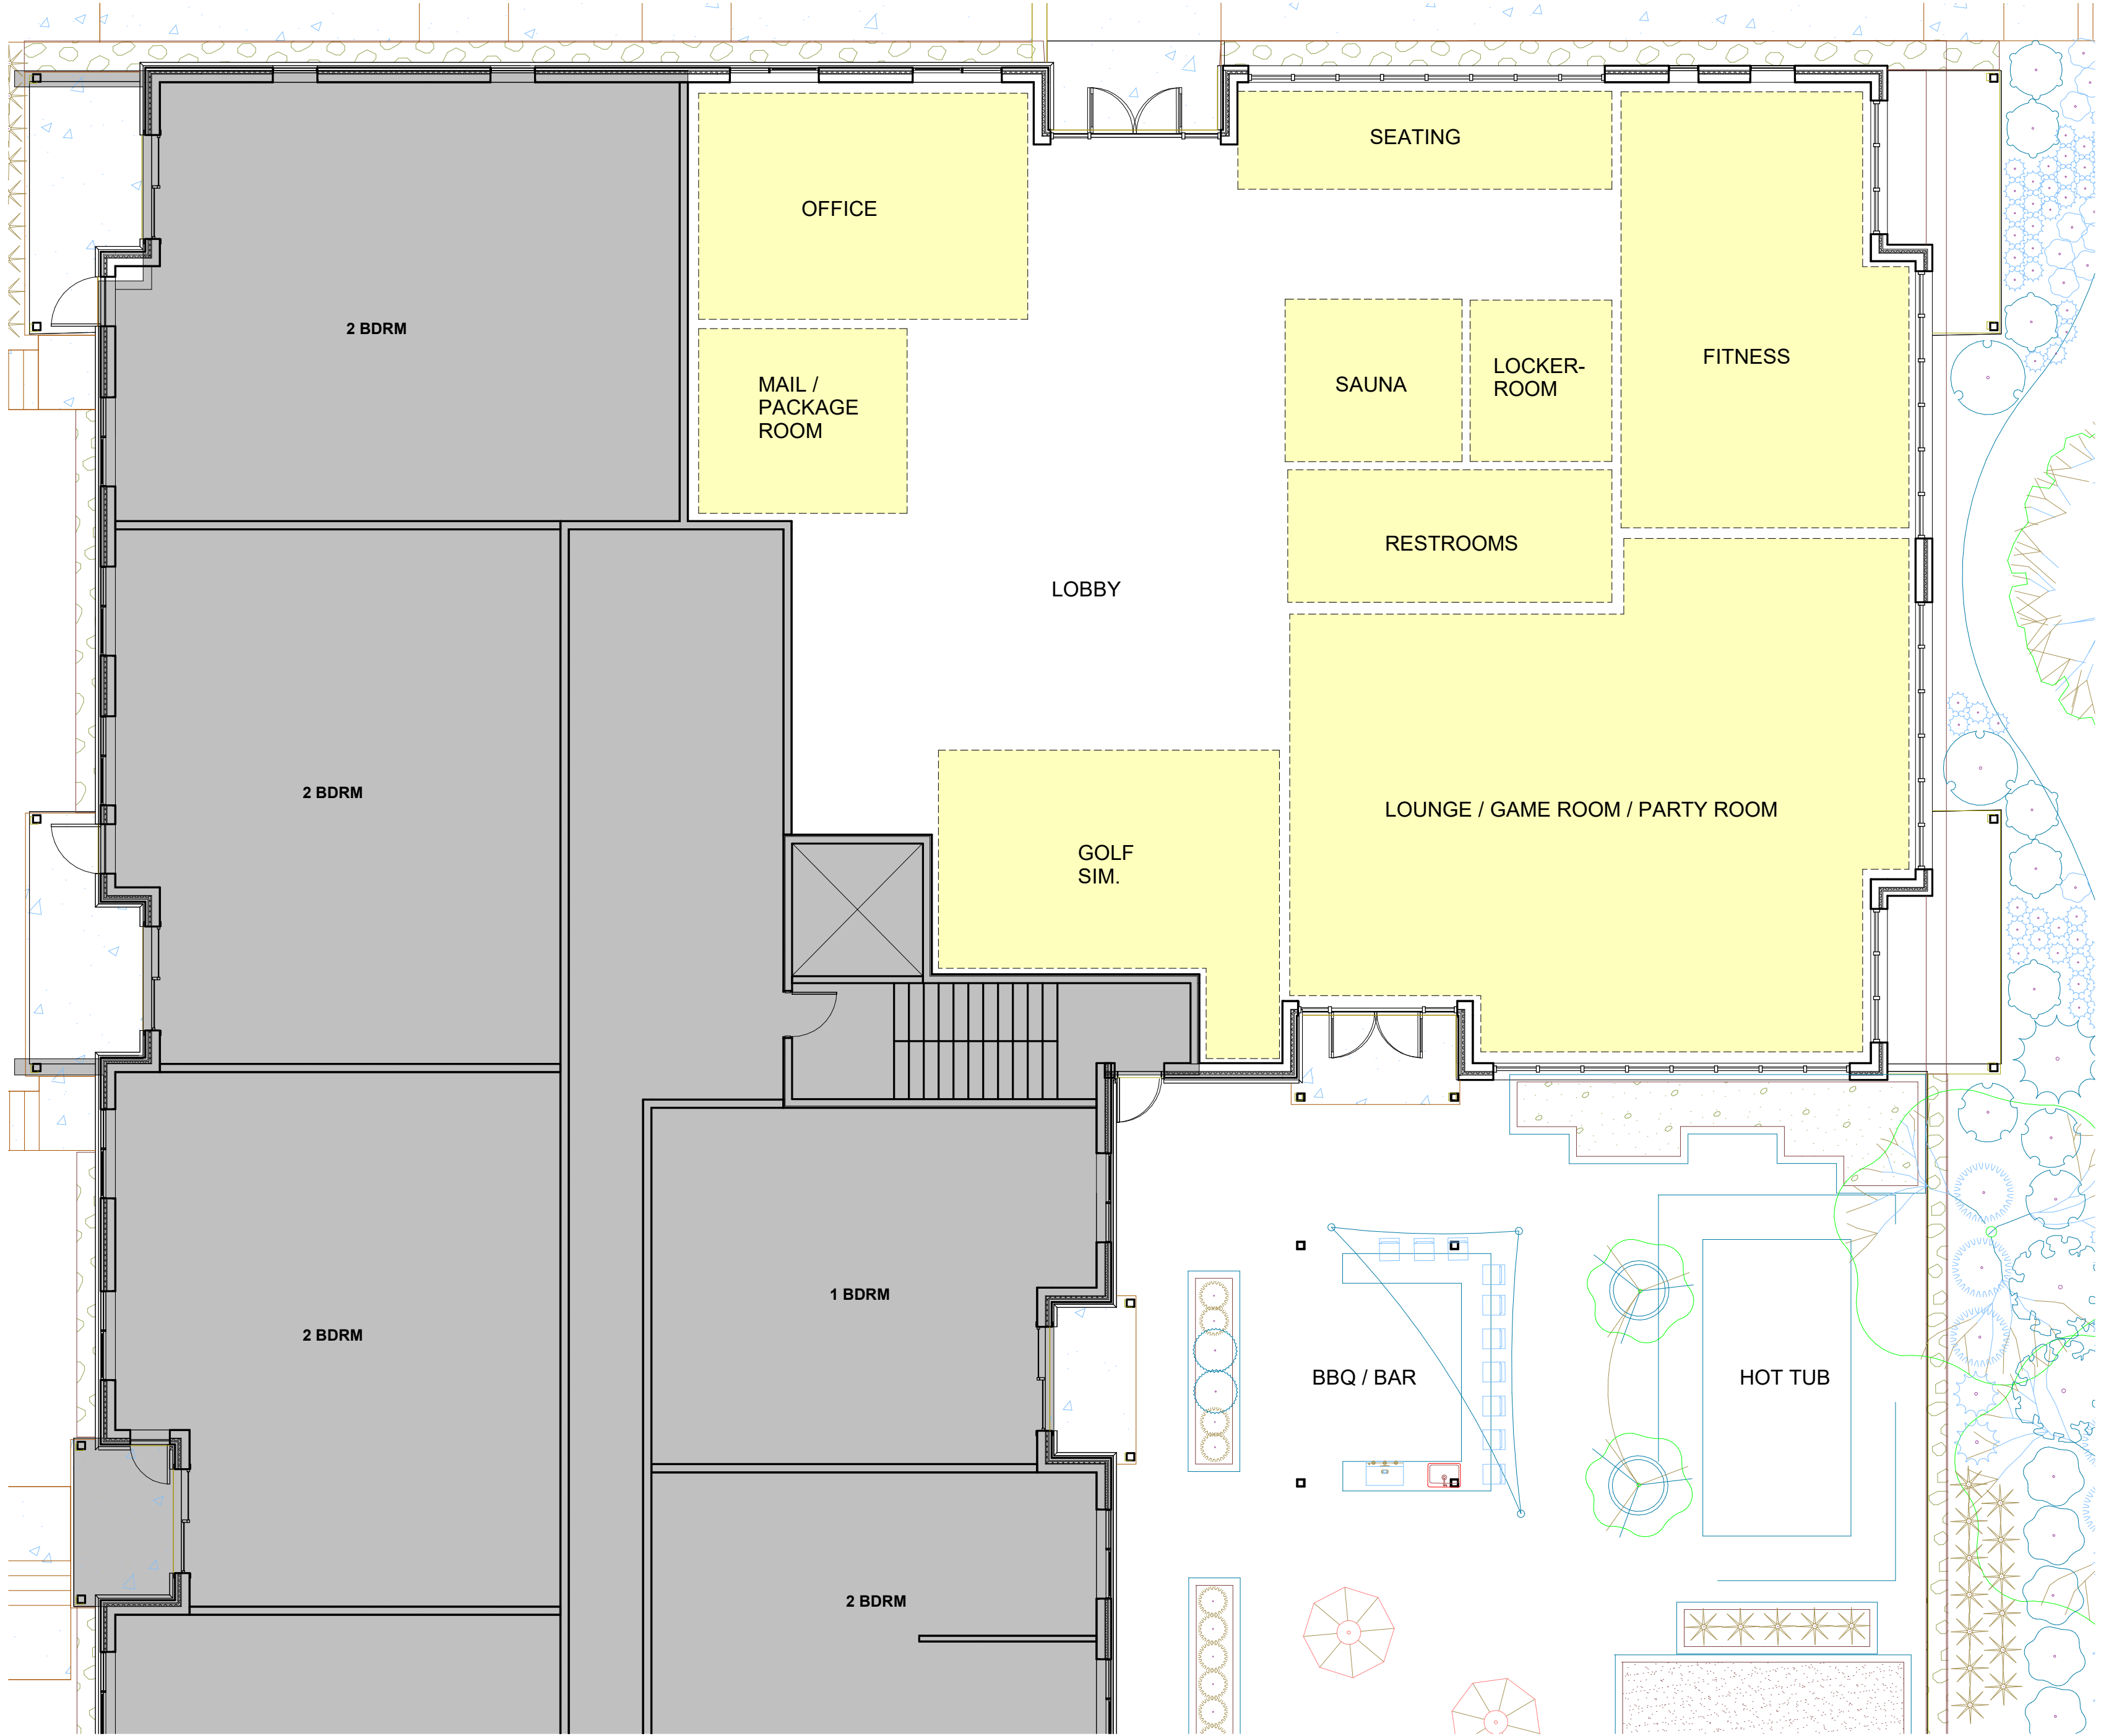 SEATING
OFFICE
2 BDRM
MAIL /
PACKAGE
ROOM
SAUNA
LOCKER-
ROOM
FITNESS
RESTROOMS
LOBBY
2 BDRM
LOUNGE / GAME ROOM / PARTY ROOM
GOLF
SIM.
1 BDRM
2 BDRM
BBQ / BAR
HOT TUB
2 BDRM